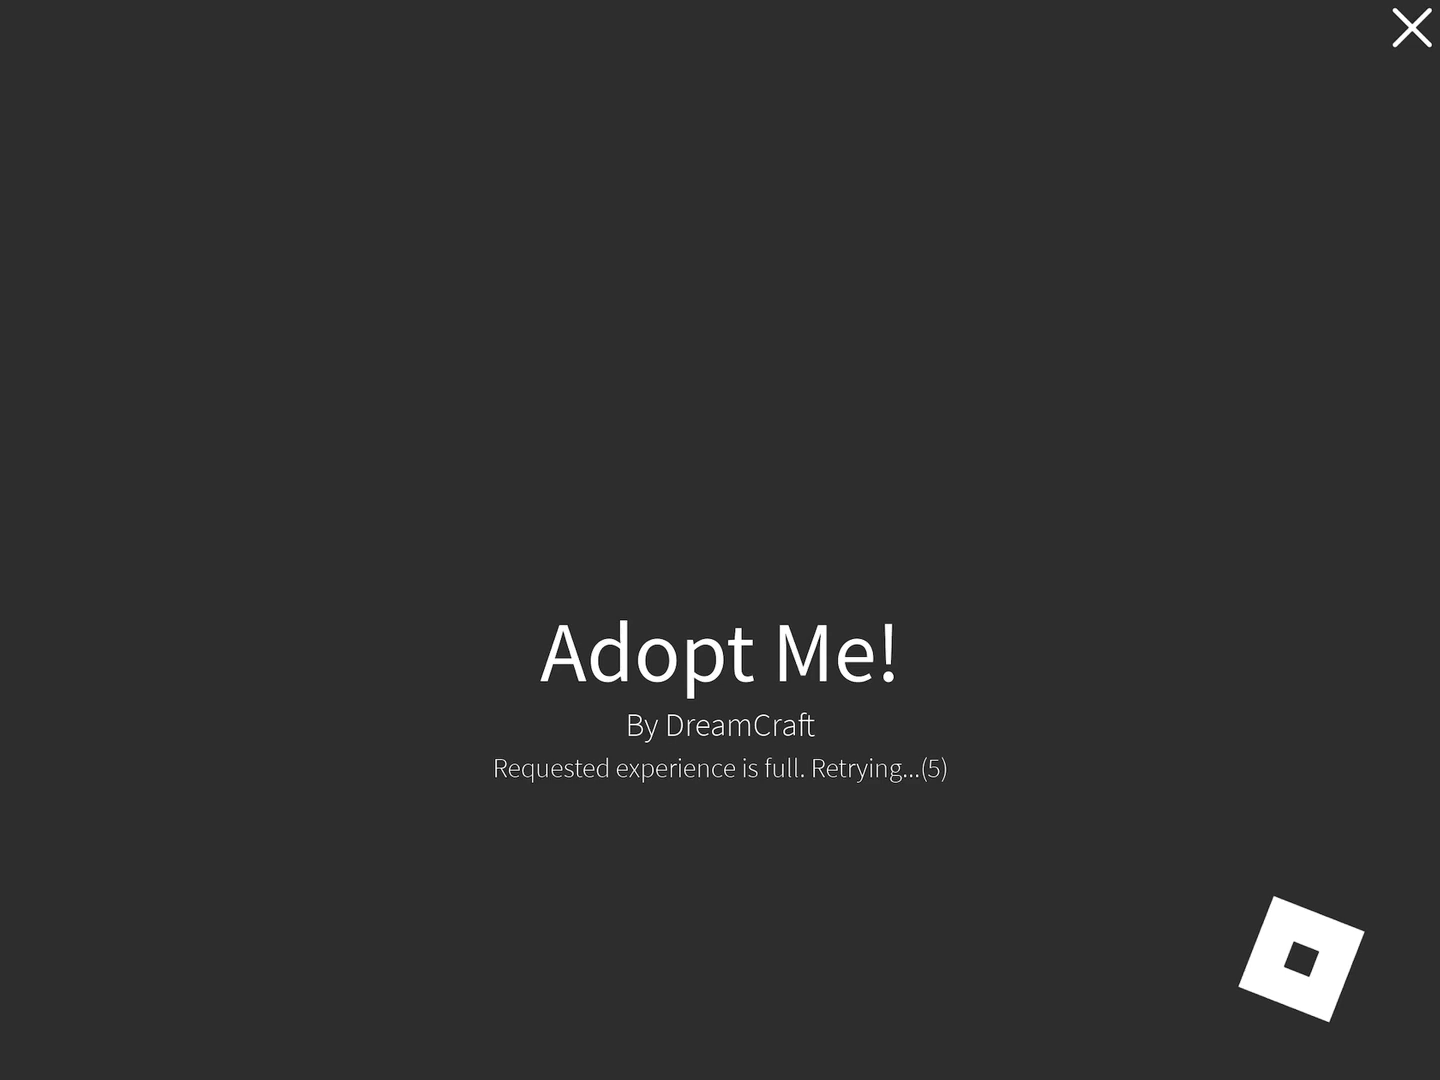 Adopt Me!
By DreamCraft
Requested experience is full. Retrying...(5)